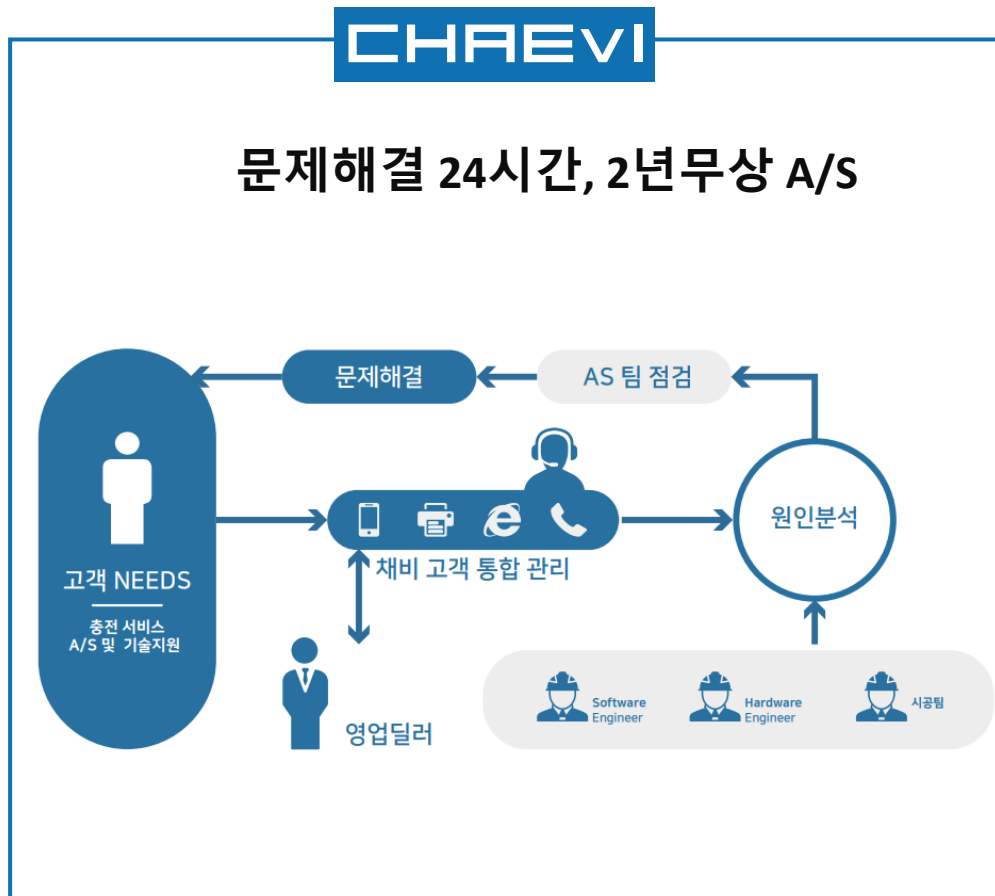 CHAEVI
문제해결 24시간, 2년무상 A/S
문제해결
AS 팀 점검
고객 NEEDS
충전 서비스
A/S 및 기술지원
채비 고객 통합 관리
원인분석
영업딜러
Software
Engineer
Hardware
Engineer
시공팀